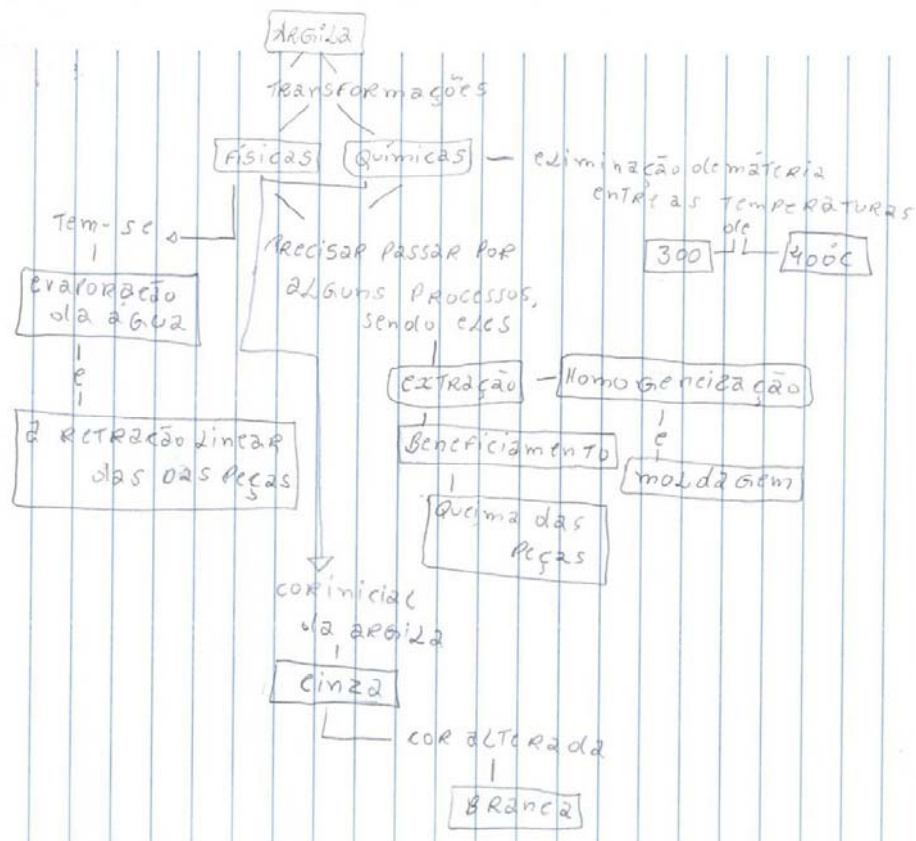 ARGILA
TRANSFORMAÇÕES
FÍSICAS QUÍMICAS eliminação de máteria
entre as TEMPERATURAS
de
300 400ºC
Tem-se
evaporação
da água
e
a RETRAÇÃO LINEAR
das DAS PEÇAS
PRECISAR PASSAR POR
ALGUNS PROCESSOS,
sendo eles
EXTRAÇÃO HOMOGENEIZAÇÃO
e
BENEFICIAMENTO
moldaGem
Queima das
Peças
COR inicial
da ARGILA
Cinza
COR ALTERADA
BRANCA